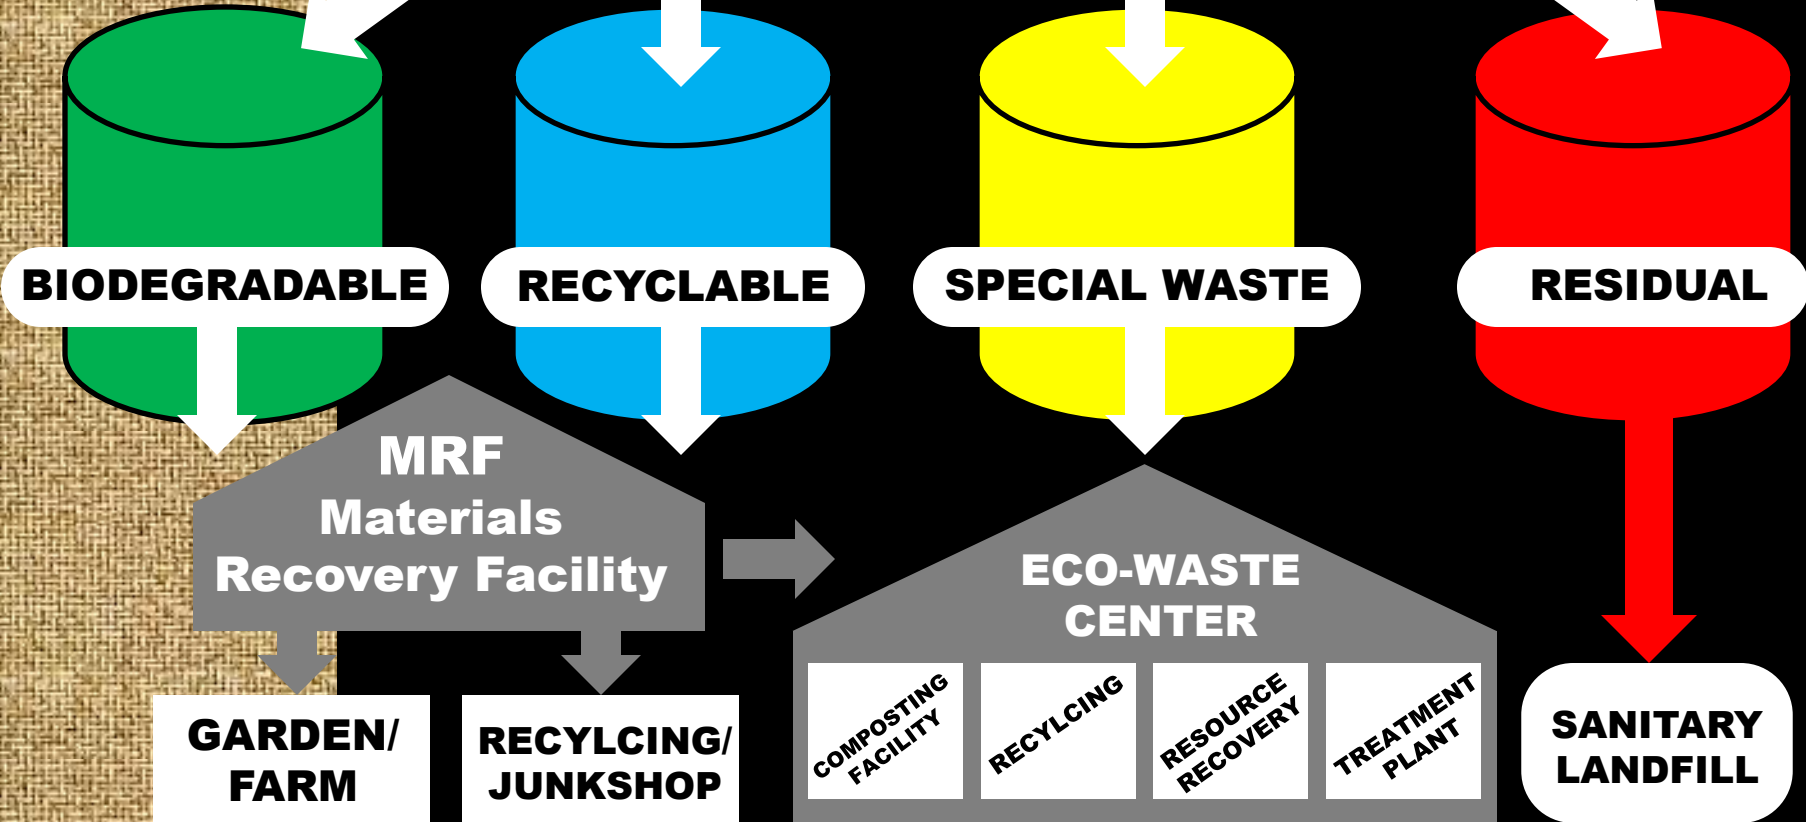 BIODEGRADABLE
RECYCLABLE
SPECIAL WASTE
RESIDUAL
MRF
Materials
Recovery Facility
ECO-WASTE
CENTER
GARDEN/
FARM
RECYLCING/
JUNKSHOP
COMPOSTING
FACILITY
RECYLCING
RESOURCE
RECOVERY
TREATMENT
PLANT
SANITARY
LANDFILL